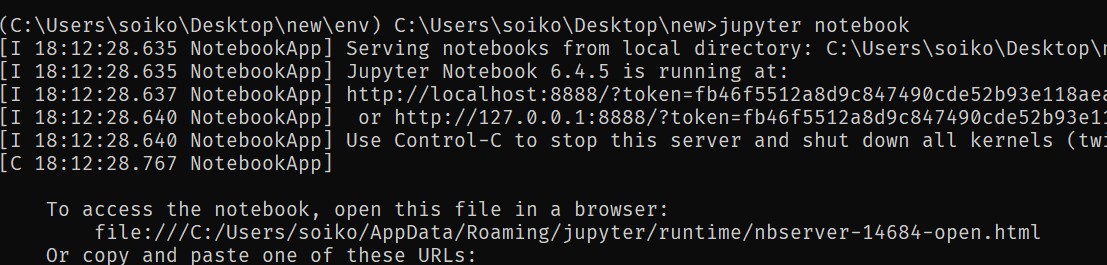 (C:\Users\soiko\Desktop\new\env) C:\Users\soiko\Desktop\new>jupyter notebook
[I 18:12:28.635 NotebookApp] Serving notebooks from local directory: C:\Users\soiko\Desktop\n
[I 18:12:28.635 NotebookApp] Jupyter Notebook 6.4.5 is running at:
[I 18:12:28.637 NotebookApp] http://localhost:8888/?token=fb46f5512a8d9c847490cde52b93e118aea
[I 18:12:28.640 NotebookApp]  or http://127.0.0.1:8888/?token=fb46f5512a8d9c847490cde52b93e11
[I 18:12:28.640 NotebookApp] Use Control-C to stop this server and shut down all kernels (twi
[C 18:12:28.767 NotebookApp]
To access the notebook, open this file in a browser:
file:///C:/Users/soiko/AppData/Roaming/jupyter/runtime/nbserver-14684-open.html
Or copy and paste one of these URLs: